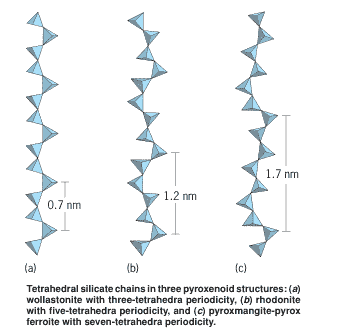 0.7 nm
1.2 nm
1.7 nm
(a)
(b)
(c)
Tetrahedral silicate chains in three pyroxenoid structures: (a)
wollastonite with three-tetrahedra periodicity, (b) rhodonite
with five-tetrahedra periodicity, and (c) pyroxmangite-pyrox
ferroite with seven-tetrahedra periodicity.